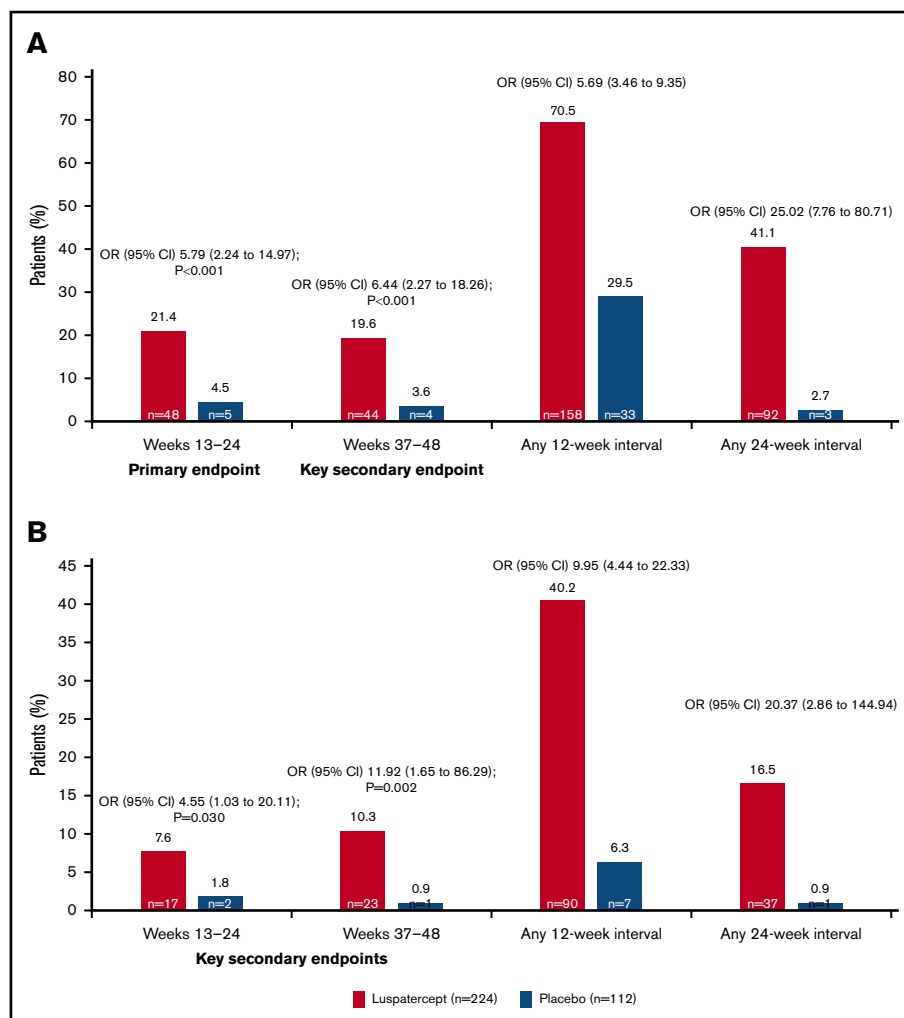 A
80
70
60
50
40
30
20
10
0
Patients (%)
OR (95% CI) 5.79 (2.24 to 14.97);
P<0.001
21.4
4.5
n=48
n=5
OR (95% CI) 6.44 (2.27 to 18.26);
P<0.001
19.6
3.6
n=44
n=4
OR (95% CI) 5.69 (3.46 to 9.35)
70.5
29.5
n=158
n=33
OR (95% CI) 25.02 (7.76 to 80.71)
41.1
2.7
n=92
n=3
Weeks 13–24
Primary endpoint
Weeks 37–48
Key secondary endpoint
Any 12-week interval
Any 24-week interval
B
45
40
35
30
25
20
15
10
5
0
Patients (%)
OR (95% CI) 4.55 (1.03 to 20.11);
P=0.030
7.6
1.8
n=17
n=2
OR (95% CI) 11.92 (1.65 to 86.29);
P=0.002
10.3
0.9
n=23
n=1
OR (95% CI) 9.95 (4.44 to 22.33)
40.2
6.3
n=90
n=7
OR (95% CI) 20.37 (2.86 to 144.94)
16.5
0.9
n=37
n=1
Weeks 13–24
Weeks 37–48
Any 12-week interval
Any 24-week interval
Key secondary endpoints
Luspatercept (n=224)
Placebo (n=112)